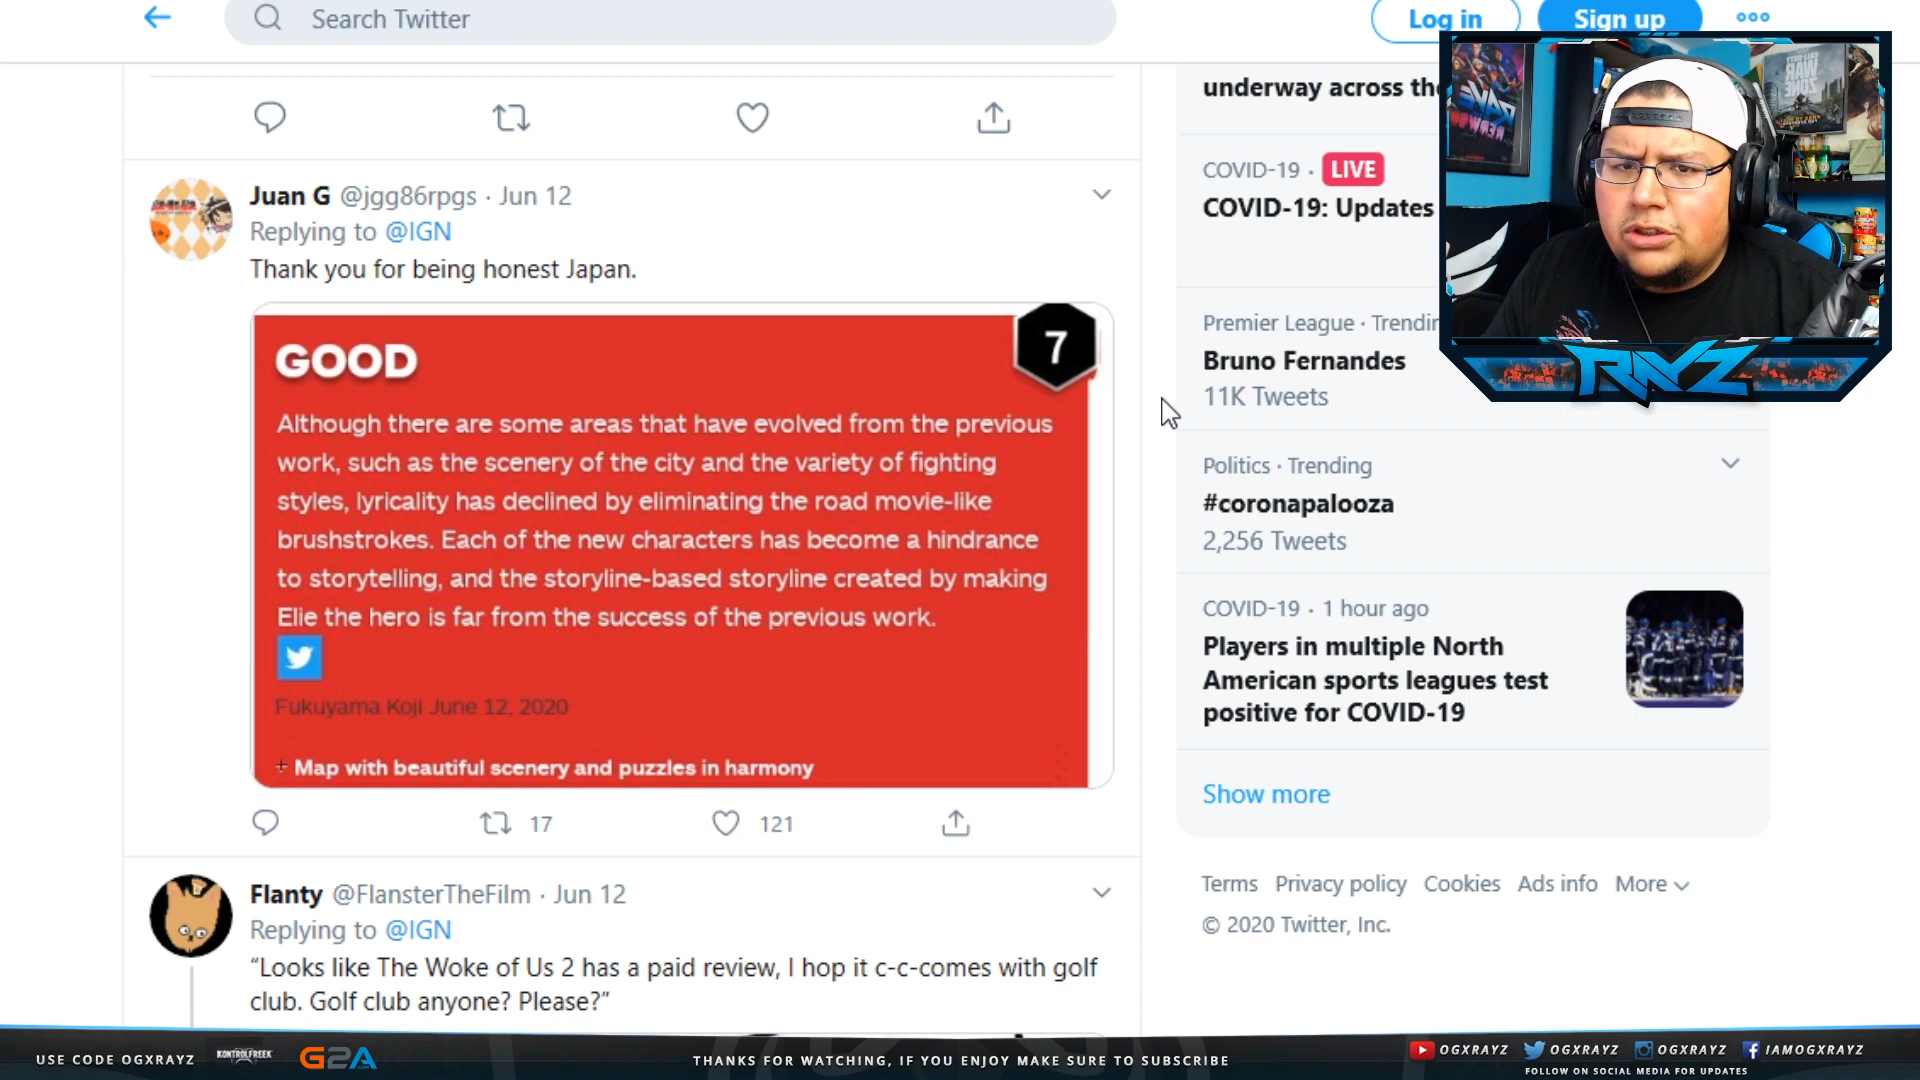 Search Twitter
Log in
Sign up
underway across the
COVID-19 · LIVE
COVID-19: Updates
Premier League ·
Bruno Fernandes
11K Tweets
Politics · Trending
#coronapalooza
2,256 Tweets
COVID-19 · 1 hour ago
Players in multiple North
American sports leagues test
positive for COVID-19
Show more
Terms Privacy policy Cookies Ads info More
© 2020 Twitter, Inc.
Juan G @jgg86rpgs · Jun 12
Replying to @IGN
Thank you for being honest Japan.
GOOD
7
Although there are some areas that have evolved from the previous
work, such as the scenery of the city and the variety of fighting
styles, lyricality has declined by eliminating the road movie-like
brushstrokes. Each of the new characters has become a hindrance
to storytelling, and the storyline-based storyline created by making
Elie the hero is far from the success of the previous work.
Fukuyama Koji June 12, 2020
+ Map with beautiful scenery and puzzles in harmony
17
121
Flanty @FlansterTheFilm · Jun 12
Replying to @IGN
“Looks like The Woke of Us 2 has a paid review, I hop it c-c-comes with golf
club. Golf club anyone? Please?”
RAYZ
USE CODE OGXRAYZ
KONTROLFREEK
G2A
THANKS FOR WATCHING, IF YOU ENJOY MAKE SURE TO SUBSCRIBE
OGXRAYZ
OGXRAYZ
OGXRAYZ
IAMOGXRAYZ
FOLLOW ON SOCIAL MEDIA FOR UPDATES